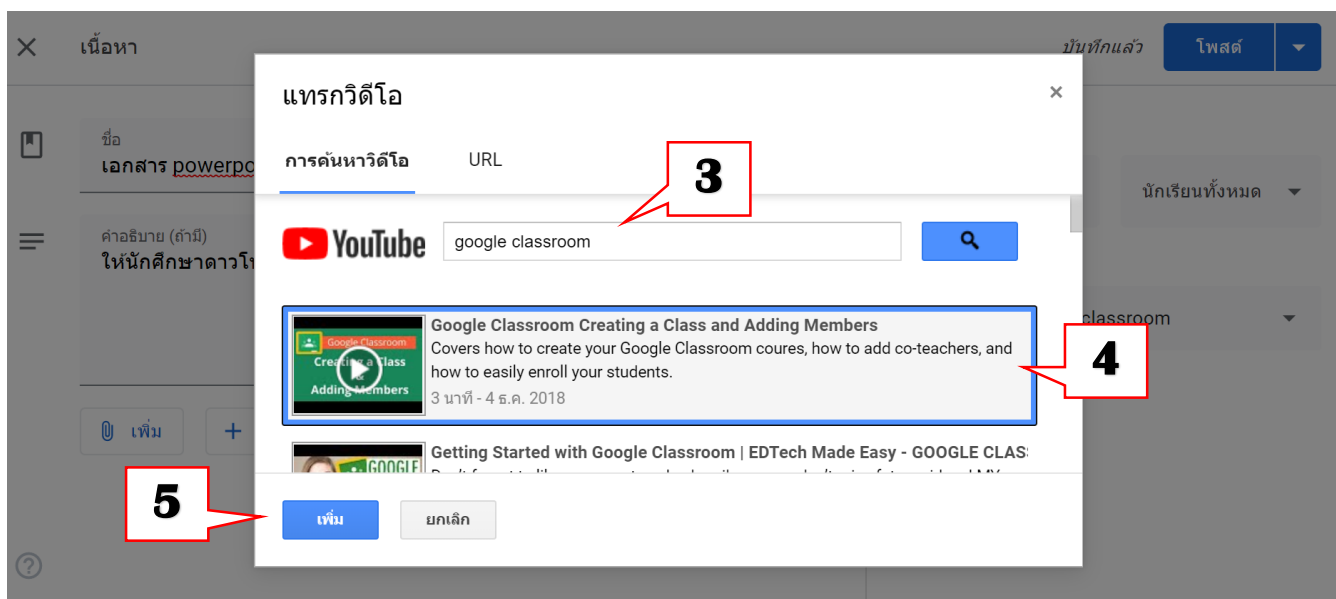 เนื้อหา
บันทึกแล้ว
โพสต์
แทรกวิดีโอ
×
ชื่อ
เอกสาร powerpo
การค้นหาวิดีโอ URL
3
นักเรียนทั้งหมด
คำอธิบาย (ถ้ามี)
ให้นักศึกษาดาวโ
YouTube google classroom
Google Classroom
Creating a Class
&
Adding Members
Google Classroom Creating a Class and Adding Members
Covers how to create your Google Classroom coures, how to add co-teachers, and
how to easily enroll your students.
3 นาที - 4 ธ.ค. 2018
classroom
4
เพิ่ม
GOOGLE
Getting Started with Google Classroom | EDTech Made Easy - GOOGLE CLAS
5
เพิ่ม ยกเลิก